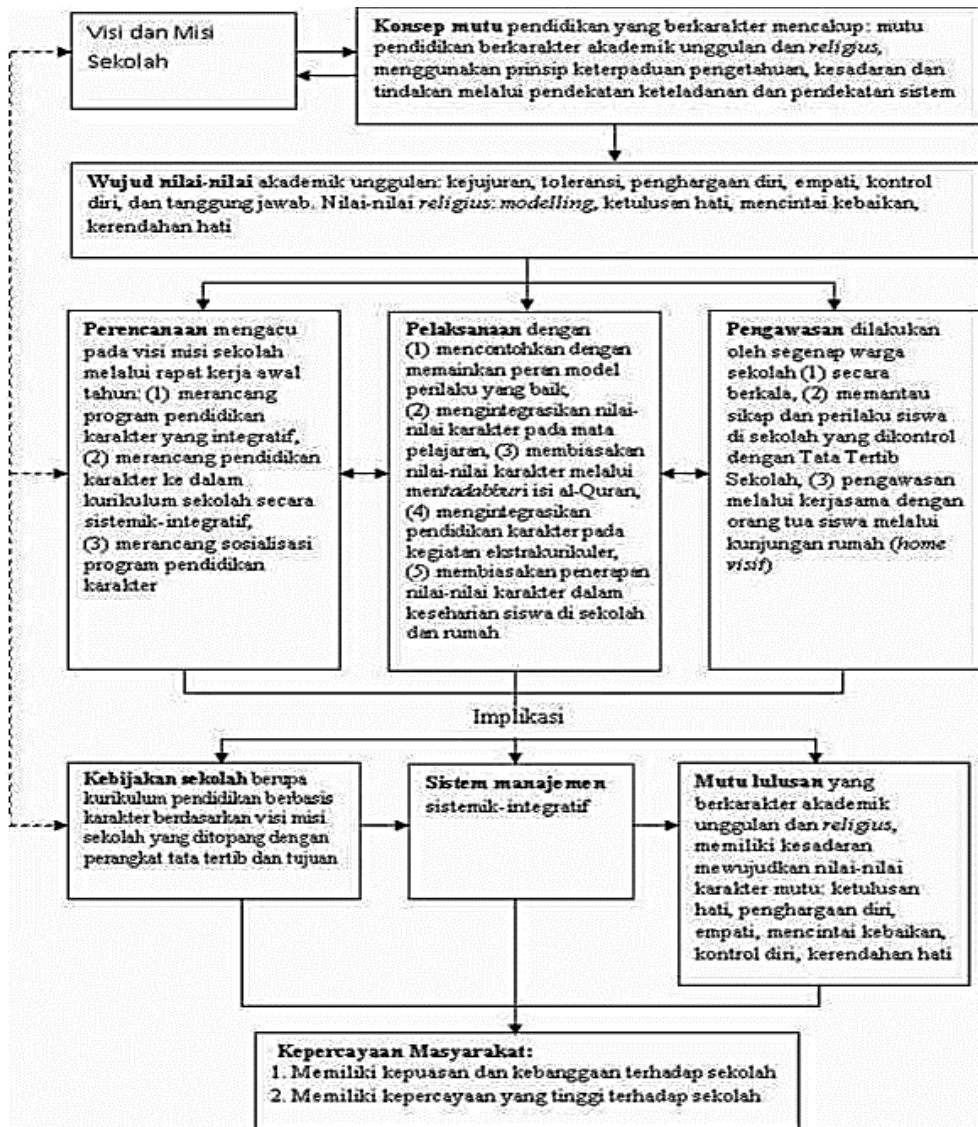 Visi dan Misi
Sekolah
Konsep mutu pendidikan yang berkarakter mencakup: mutu
pendidikan berkarakter akademik unggulan dan religius,
menggunakan prinsip keterpaduan pengetahuan, kesadaran dan
tindakan melalui pendekatan keteladanan dan pendekatan sistem
Wujud nilai-nilai akademik unggulan: kejujuran, toleransi, penghargaan diri, empati, kontrol
diri, dan tanggung jawab. Nilai-nilai religius: modelling, ketulusan hati, mencintai kebaikan,
kerendahan hati
Perencanaan mengacu
pada visi misi sekolah
melalui rapat kerja awal
tahun: (1) merancang
program pendidikan
karakter yang integratif,
(2) merancang pendidikan
karakter ke dalam
kurikulum sekolah secara
sistemik-integratif,
(3) merancang sosialisasi
program pendidikan
karakter
Pelaksanaan dengan
(1) mencontohkan dengan
memainkan peran model
perilaku yang baik,
(2) mengintegrasikan nilai-
nilai karakter pada mata
pelajaran, (3) membiasakan
nilai-nilai karakter melalui
mentadabburi isi al-Quran,
(4) mengintegrasikan
pendidikan karakter pada
kegiatan ekstrakurikuler,
(5) membiasakan penerapan
nilai-nilai karakter dalam
keseharian siswa di sekolah
dan rumah
Pengawasan dilakukan
oleh segenap warga
sekolah (1) secara
berkala, (2) memantau
sikap dan perilaku siswa
di sekolah yang dikontrol
dengan Tata Tertib
Sekolah, (3) pengawasan
melalui kerjasama dengan
orang tua siswa melalui
kunjungan rumah (home
visit)
Implikasi
Kebijakan sekolah berupa
kurikulum pendidikan berbasis
karakter berdasarkan visi misi
sekolah yang ditopang dengan
perangkat tata tertib dan tujuan
Sistem manajemen
sistemik-integratif
Mutu lulusan yang
berkarakter akademik
unggulan dan religius,
memiliki kesadaran
mewujudkan nilai-nilai
karakter mutu: ketulusan
hati, penghargaan diri,
empati, mencintai kebaikan,
kontrol diri, kerendahan hati
Kepercayaan Masyarakat:
1. Memiliki kepuasan dan kebanggaan terhadap sekolah
2. Memiliki kepercayaan yang tinggi terhadap sekolah